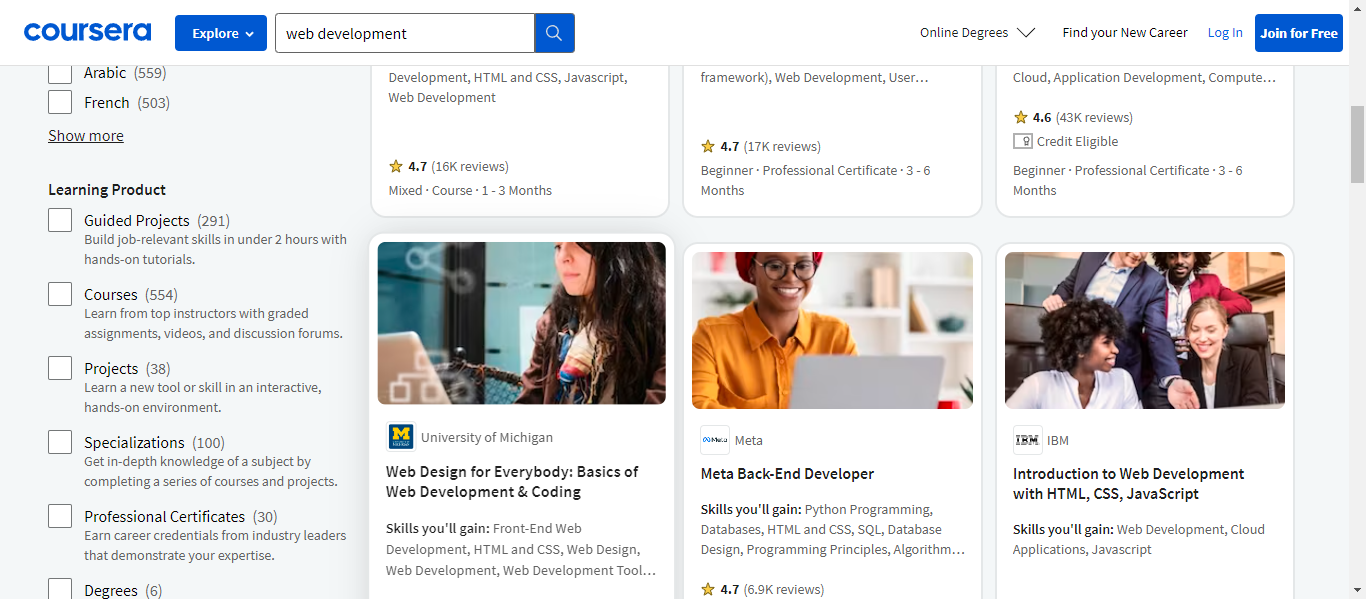 coursera
Explore
web development
Online Degrees
Find your New Career
Log In
Join for Free
Arabic (559)
French (503)
Show more
Learning Product
Guided Projects (291)
Build job-relevant skills in under 2 hours with
hands-on tutorials.
Courses (554)
Learn from top instructors with graded
assignments, videos, and discussion forums.
Projects (38)
Learn a new tool or skill in an interactive,
hands-on environment.
Specializations (100)
Get in-depth knowledge of a subject by
completing a series of courses and projects.
Professional Certificates (30)
Earn career credentials from industry leaders
that demonstrate your expertise.
Degrees (6)
Development, HTML and CSS, Javascript,
Web Development
4.7 (16K reviews)
Mixed · Course · 1 - 3 Months
framework), Web Development, User…
4.7 (17K reviews)
Beginner · Professional Certificate · 3 - 6
Months
Cloud, Application Development, Compute…
4.6 (43K reviews)
Credit Eligible
Beginner · Professional Certificate · 3 - 6
Months
M
University of Michigan
Web Design for Everybody: Basics of
Web Development & Coding
Skills you'll gain: Front-End Web
Development, HTML and CSS, Web Design,
Web Development, Web Development Tool…
Meta
Meta
Meta Back-End Developer
Skills you'll gain: Python Programming,
Databases, HTML and CSS, SQL, Database
Design, Programming Principles, Algorithm…
4.7 (6.9K reviews)
IBM
IBM
Introduction to Web Development
with HTML, CSS, JavaScript
Skills you'll gain: Web Development, Cloud
Applications, Javascript